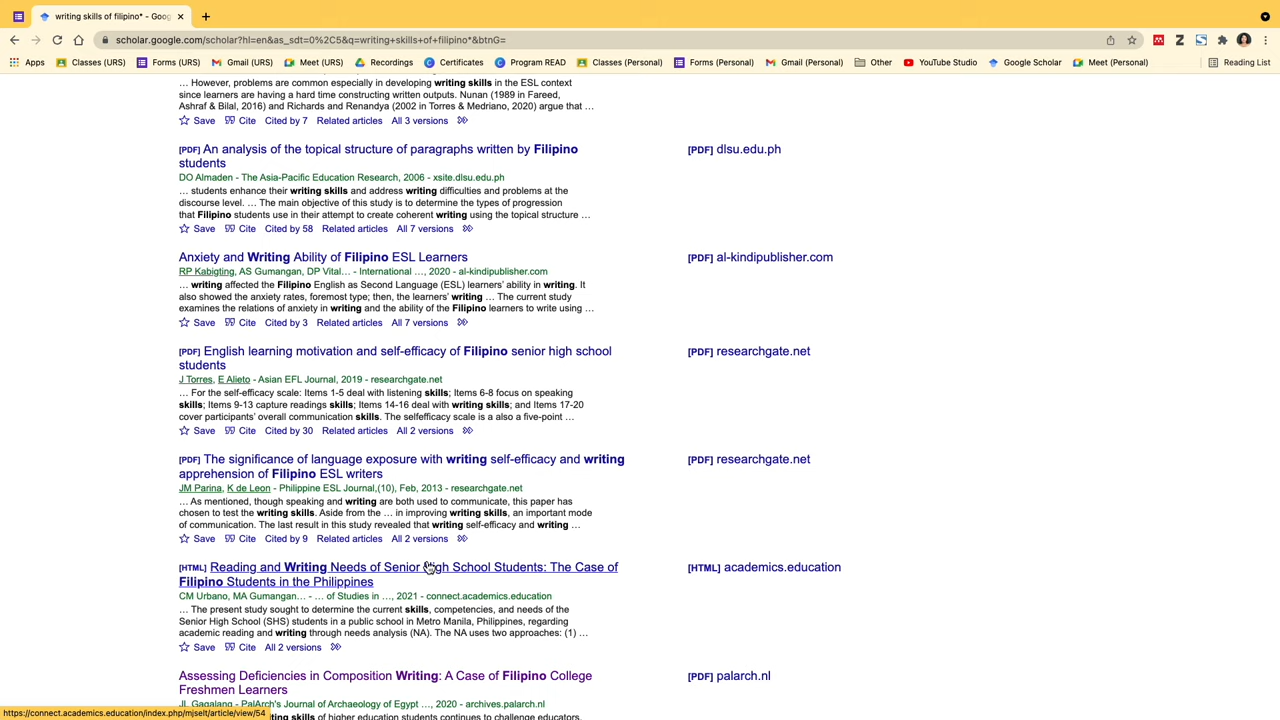 writing skills of filipino* - Goog
scholar.google.com/scholar?hl=en&as_sdt=0%2C5&q=writing+skills+of+filipino*&btnG=
Apps Classes (URS) Forms (URS) Gmail (URS) Meet (URS) Recordings Certificates Program READ Classes (Personal) Forms (Personal) Gmail (Personal) Other YouTube Studio Google Scholar Meet (Personal) Reading List
... However, problems are common especially in developing writing skills in the ESL context
since learners are having a hard time constructing written outputs. Nunan (1989 in Fareed,
Ashraf & Bilal, 2016) and Richards and Renandya (2002 in Torres & Medriano, 2020) argue that ...
Save Cite Cited by 7 Related articles All 3 versions
[PDF] An analysis of the topical structure of paragraphs written by Filipino
students
[PDF] dlsu.edu.ph
DO Almaden - The Asia-Pacific Education Research, 2006 - xsite.dlsu.edu.ph
... students enhance their writing skills and address writing difficulties and problems at the
discourse level. ... The main objective of this study is to determine the types of progression
that Filipino students use in their attempt to create coherent writing using the topical structure ...
Save Cite Cited by 58 Related articles All 7 versions
Anxiety and Writing Ability of Filipino ESL Learners
[PDF] al-kindipublisher.com
RP Kabigting, AS Gumangan, DP Vital... - International ..., 2020 - al-kindipublisher.com
... writing affected the Filipino English as Second Language (ESL) learners' ability in writing. It
also showed the anxiety rates, foremost type; then, the learners' writing ... The current study
examines the relations of anxiety in writing and the ability of the Filipino learners to write using ...
Save Cite Cited by 3 Related articles All 7 versions
[PDF] English learning motivation and self-efficacy of Filipino senior high school
students
[PDF] researchgate.net
J Torres, E Alieto - Asian EFL Journal, 2019 - researchgate.net
... For the self-efficacy scale: Items 1-5 deal with listening skills; Items 6-8 focus on speaking
skills; Items 9-13 capture readings skills; Items 14-16 deal with writing skills; and Items 17-20
cover participants' overall communication skills. The selfefficacy scale is a also a five-point ...
Save Cite Cited by 30 Related articles All 2 versions
[PDF] The significance of language exposure with writing self-efficacy and writing
apprehension of Filipino ESL writers
[PDF] researchgate.net
JM Parina, K de Leon - Philippine ESL Journal,(10), Feb, 2013 - researchgate.net
... As mentioned, though speaking and writing are both used to communicate, this paper has
chosen to test the writing skills. Aside from the ... in improving writing skills, an important mode
of communication. The last result in this study revealed that writing self-efficacy and writing ...
Save Cite Cited by 9 Related articles All 2 versions
[HTML] Reading and Writing Needs of Senior High School Students: The Case of
Filipino Students in the Philippines
[HTML] academics.education
CM Urbano, MA Gumangan... - ... of Studies in ..., 2021 - connect.academics.education
... The present study sought to determine the current skills, competencies, and needs of the
Senior High School (SHS) students in a public school in Metro Manila, Philippines, regarding
academic reading and writing through needs analysis (NA). The NA uses two approaches: (1) ...
Save Cite All 2 versions
Assessing Deficiencies in Composition Writing: A Case of Filipino College
Freshmen Learners
[PDF] palarch.nl
JL Gagalang - PalArch's Journal of Archaeology of Egypt ..., 2020 - archives.palarch.nl
skills of higher education students continues to challenge educators.
https://connect.academics.education/index.php/mjselt/article/view/54